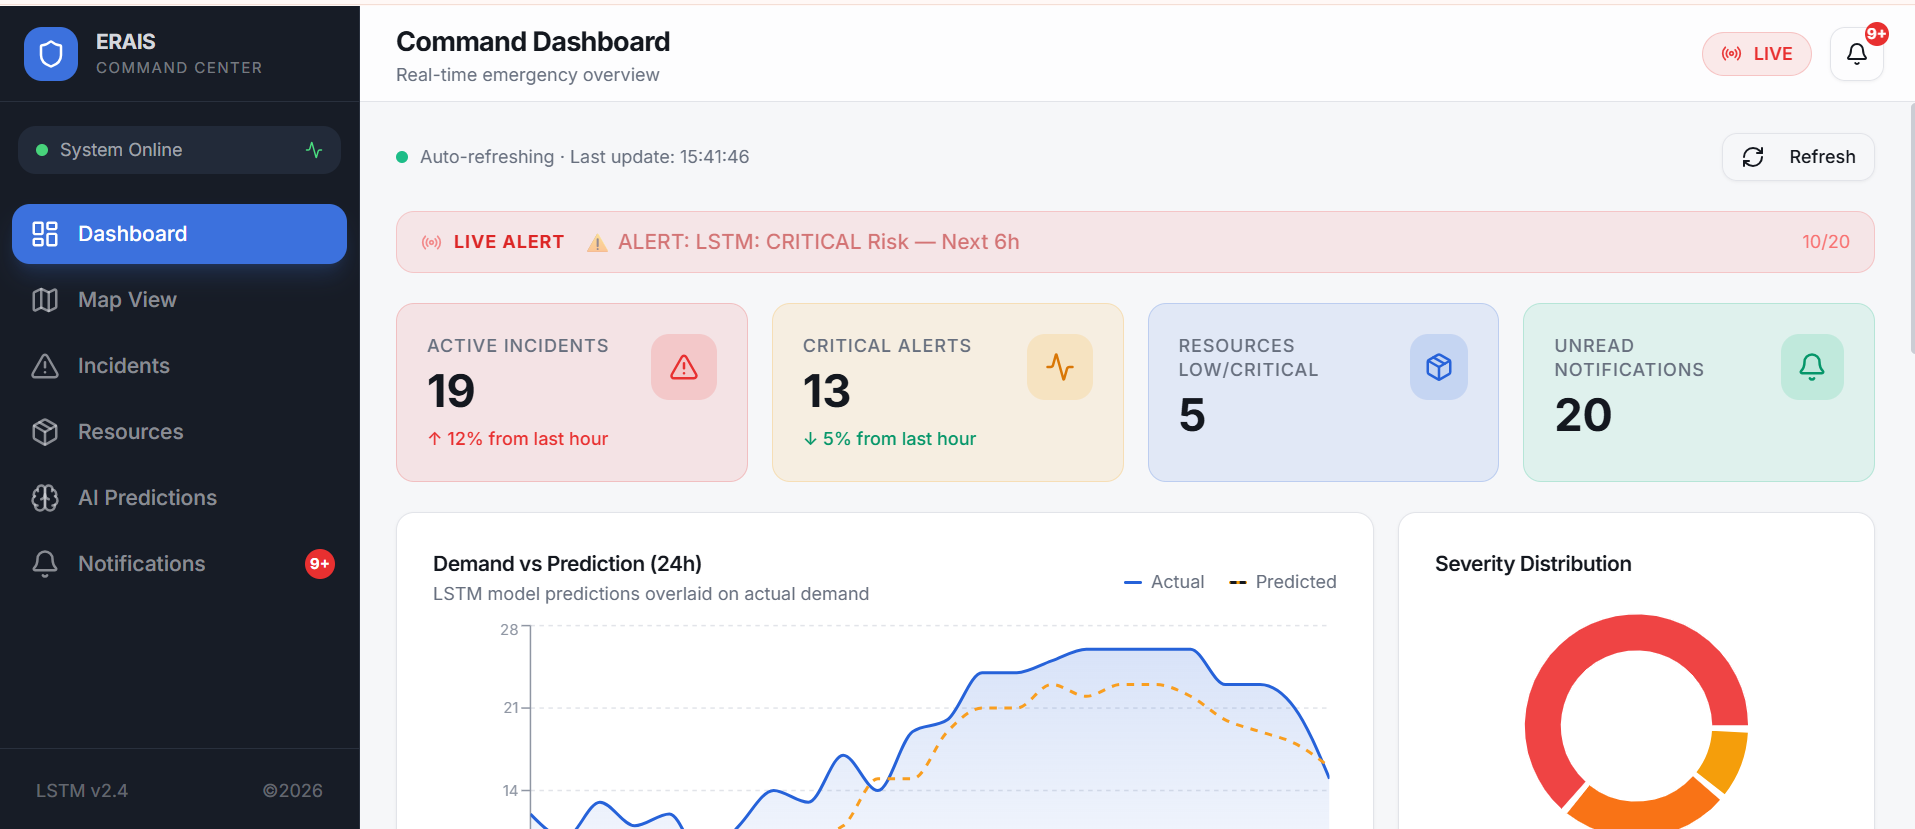 ERAIS
COMMAND CENTER
System Online
Dashboard
Map View
Incidents
Resources
AI Predictions
Notifications
9+
LSTM v2.4
©2026
Command Dashboard
Real-time emergency overview
LIVE
9+
Auto-refreshing · Last update: 15:41:46
Refresh
LIVE ALERT
⚠️ ALERT: LSTM: CRITICAL Risk — Next 6h
10/20
ACTIVE INCIDENTS
19
↑ 12% from last hour
CRITICAL ALERTS
13
↓ 5% from last hour
RESOURCES
LOW/CRITICAL
5
UNREAD
NOTIFICATIONS
20
Demand vs Prediction (24h)
LSTM model predictions overlaid on actual demand
Actual
Predicted
28
21
14
Severity Distribution